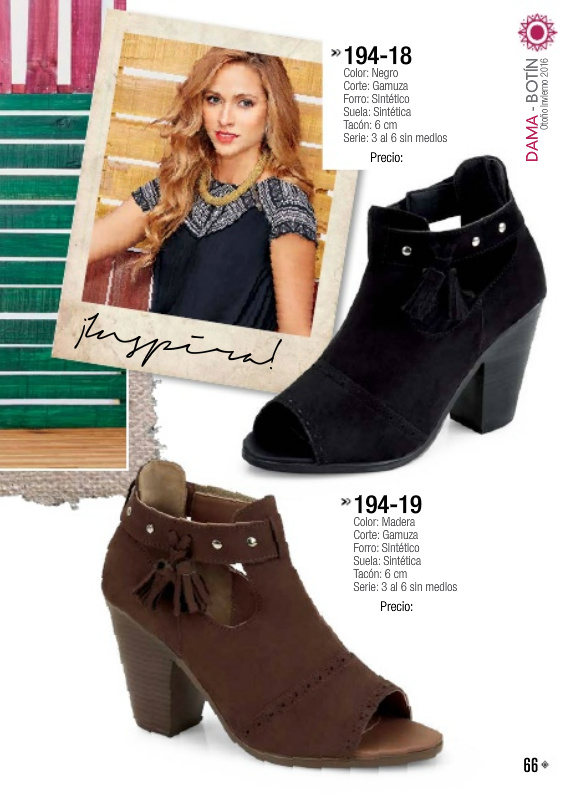 194-18
Color: Negro
Corte: Gamuza
Forro: Sintético
Suela: Sintética
Tacón: 6 cm
Serie: 3 al 6 sin medios
Precio:
DAMA - BOTÍN
Otoño Invierno 2016
¡Inspira!
194-19
Color: Madera
Corte: Gamuza
Forro: Sintético
Suela: Sintética
Tacón: 6 cm
Serie: 3 al 6 sin medios
Precio:
66